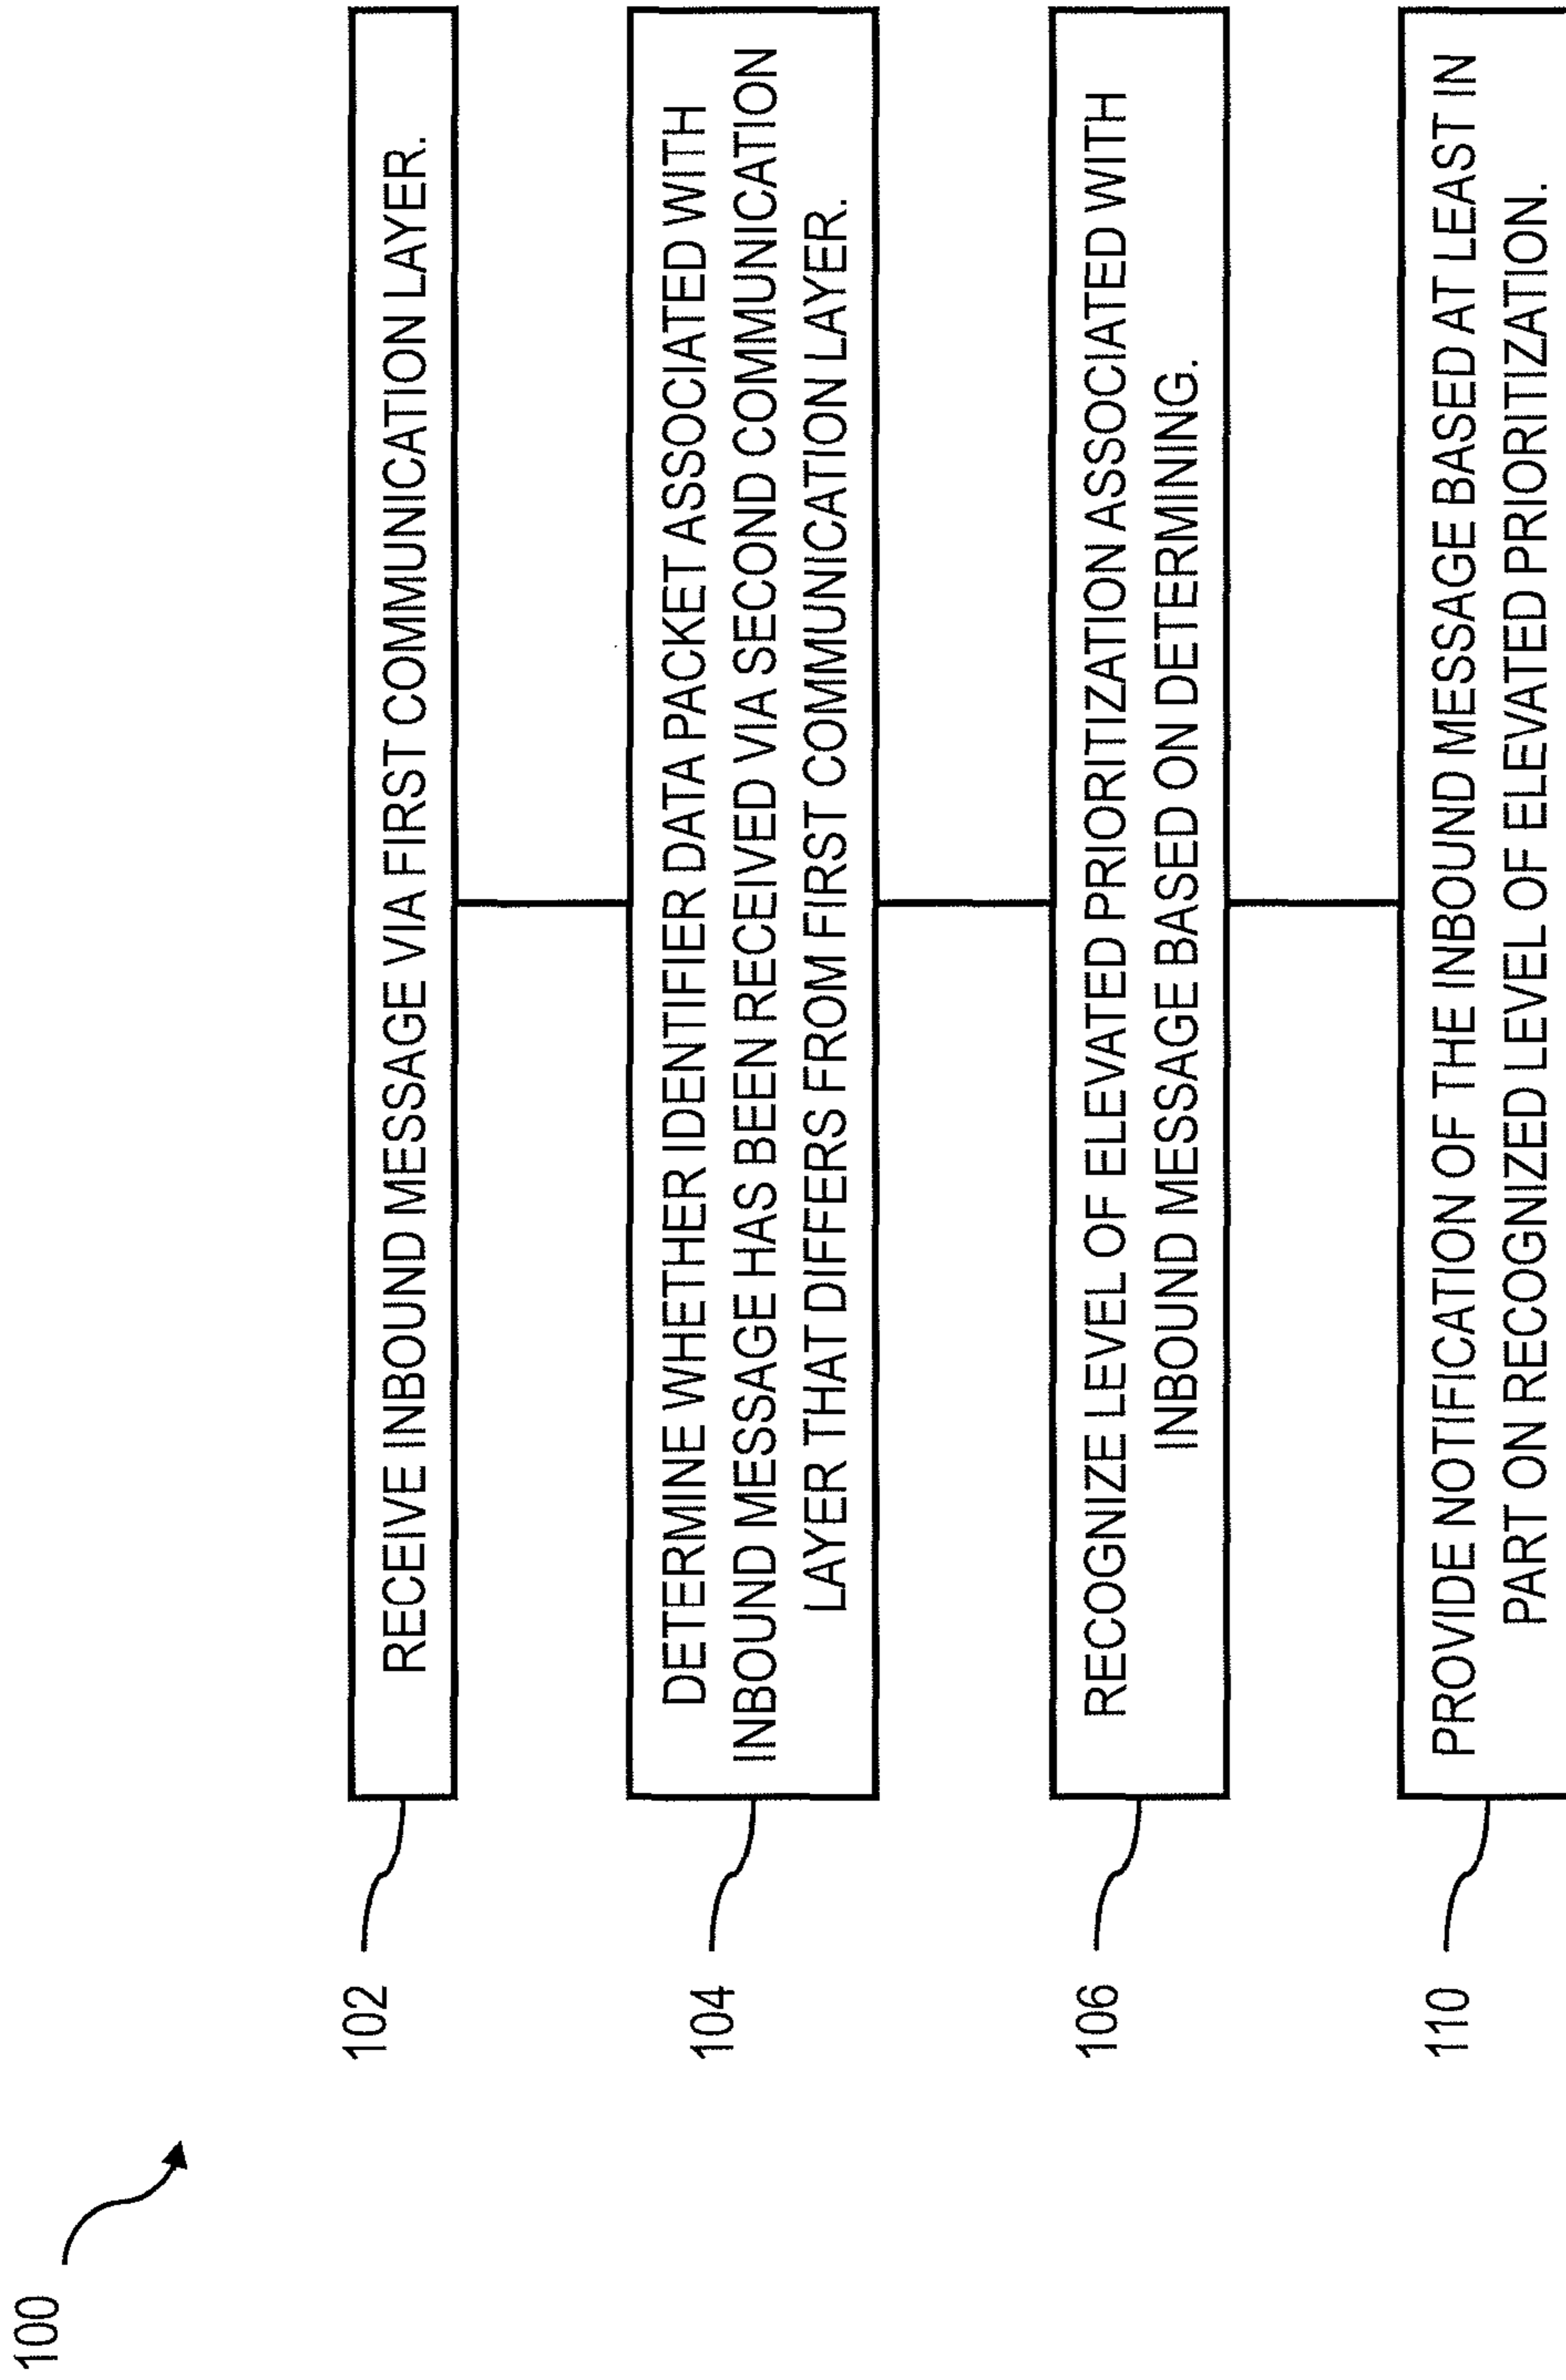 100
102
RECEIVE INBOUND MESSAGE VIA FIRST COMMUNICATION LAYER.
104
DETERMINE WHETHER IDENTIFIER DATA PACKET ASSOCIATED WITH
INBOUND MESSAGE HAS BEEN RECEIVED VIA SECOND COMMUNICATION
LAYER THAT DIFFERS FROM FIRST COMMUNICATION LAYER.
106
RECOGNIZE LEVEL OF ELEVATED PRIORITIZATION ASSOCIATED WITH
INBOUND MESSAGE BASED ON DETERMINING.
110
PROVIDE NOTIFICATION OF THE INBOUND MESSAGE BASED AT LEAST IN
PART ON RECOGNIZED LEVEL OF ELEVATED PRIORITIZATION.